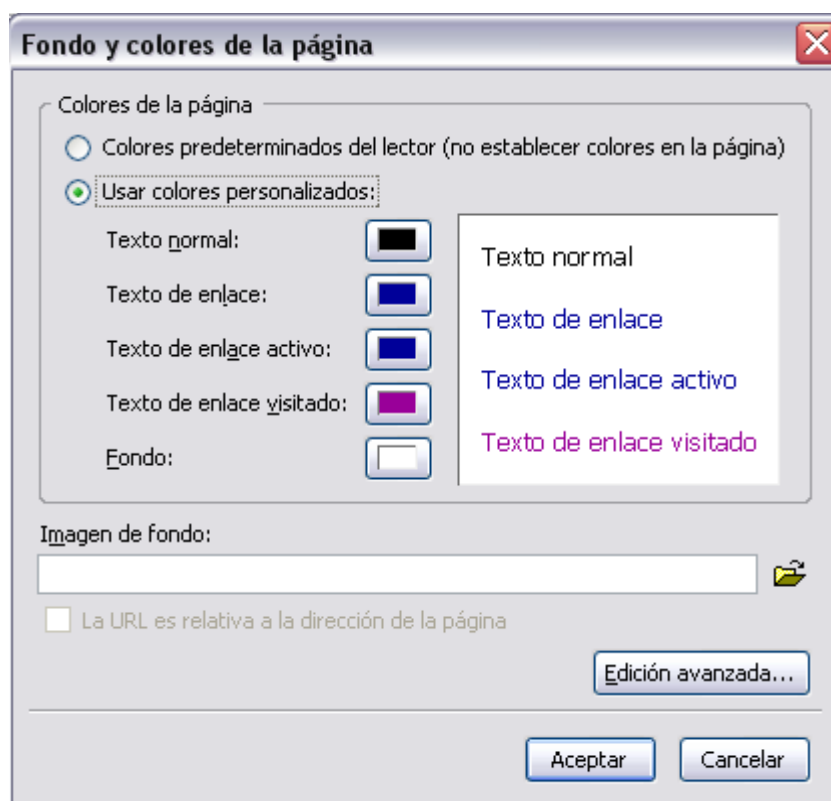 Fondo y colores de la página
Colores de la página
Colores predeterminados del lector (no establecer colores en la página)
Usar colores personalizados:
Texto normal:
Texto de enlace:
Texto de enlace activo:
Texto de enlace visitado:
Fondo:
Texto normal
Texto de enlace
Texto de enlace activo
Texto de enlace visitado
Imagen de fondo:
La URL es relativa a la dirección de la página
Edición avanzada...
Aceptar
Cancelar